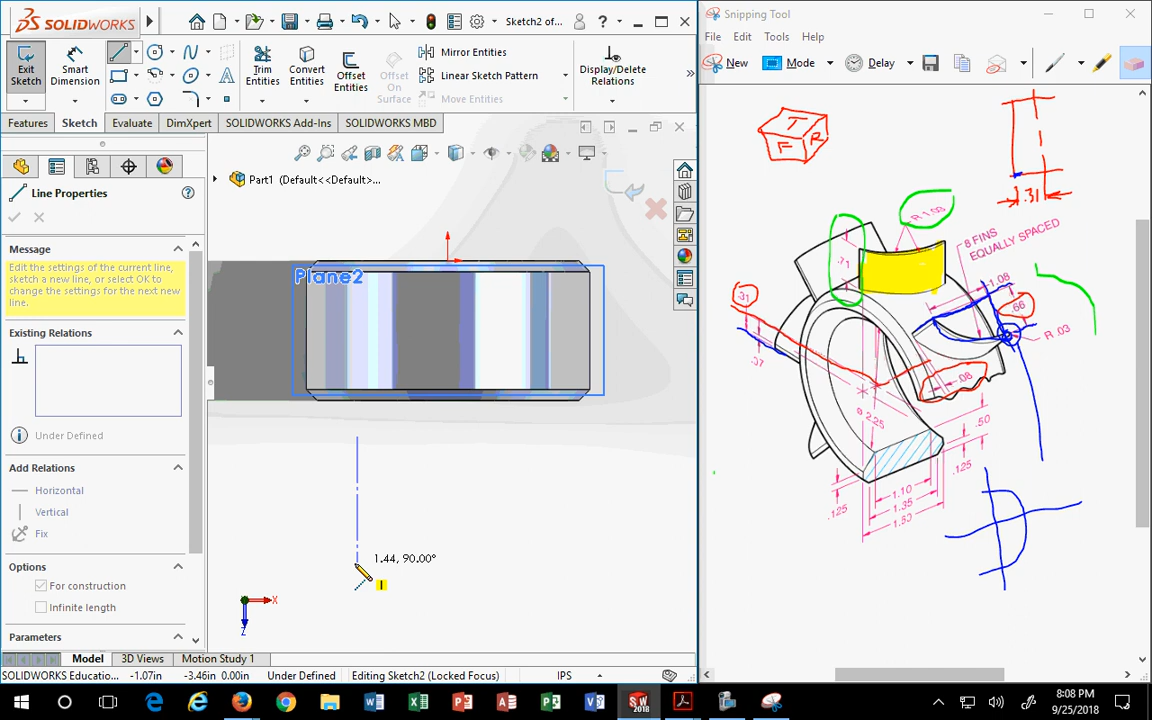 SOLIDWORKS
Sketch2 of...
?
Exit
Sketch
Smart
Dimension
Trim
Entities
Convert
Entities
Offset
Entities
Offset
On
Surface
Mirror Entities
Linear Sketch Pattern
Move Entities
Display/Delete
Relations
Features
Sketch
Evaluate
DimXpert
SOLIDWORKS Add-Ins
SOLIDWORKS MBD
Part1 (Default<<Default>...
Line Properties
Message
Edit the settings of the current line,
sketch a new line, or select OK to
change the settings for the next new
line.
Existing Relations
Under Defined
Add Relations
Horizontal
Vertical
Fix
Options
For construction
Infinite length
Parameters
Plane2
1.44, 90.00°
X
Z
Model
3D Views
Motion Study 1
SOLIDWORKS Educatio...
-1.07in
-3.46in
0.00in
Under Defined
Editing Sketch2 (Locked Focus)
IPS
Snipping Tool
File
Edit
Tools
Help
New
Mode
Delay
T
F
R
.31
8 FINS
EQUALLY SPACED
1.08
.66
R .03
.31
.37
.08
ø 2.25
.50
.125
1.10
1.35
.125
8:08 PM
9/25/2018